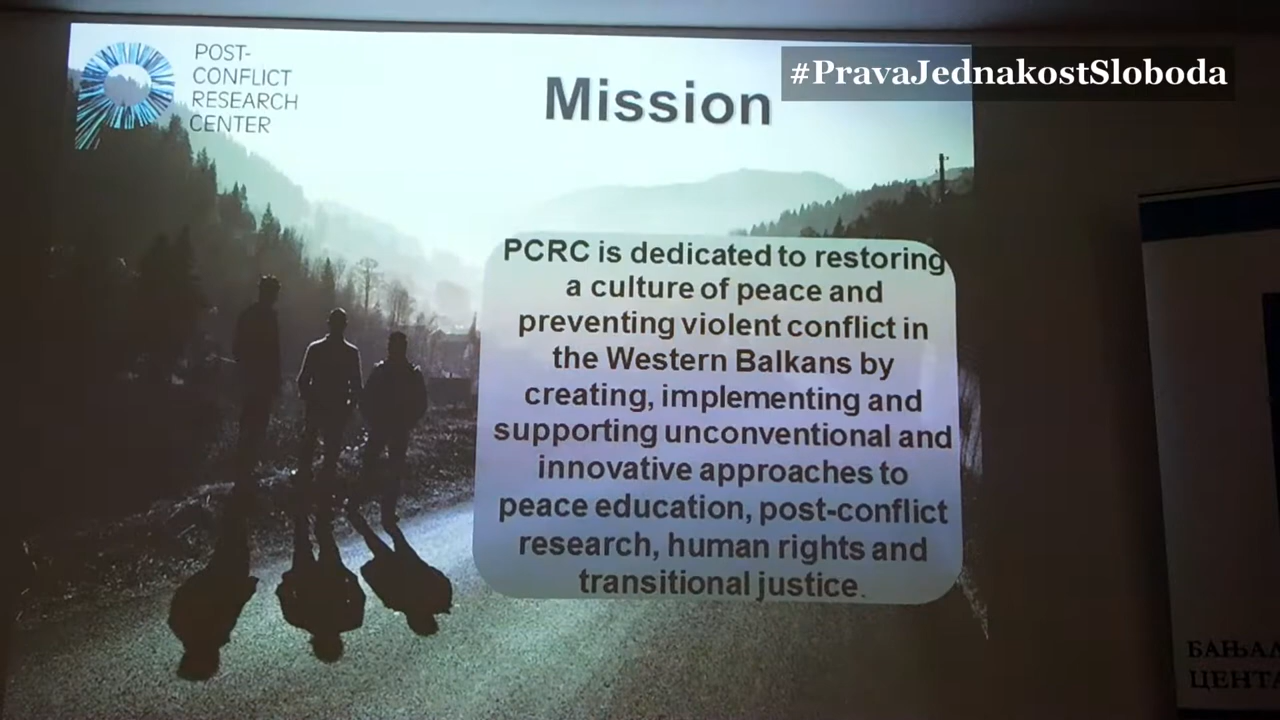 POST-
CONFLICT
RESEARCH
CENTER
Mission
#PravaJednakostSloboda
PCRC is dedicated to restoring
a culture of peace and
preventing violent conflict in
the Western Balkans by
creating, implementing and
supporting unconventional and
innovative approaches to
peace education, post-conflict
research, human rights and
transitional justice.